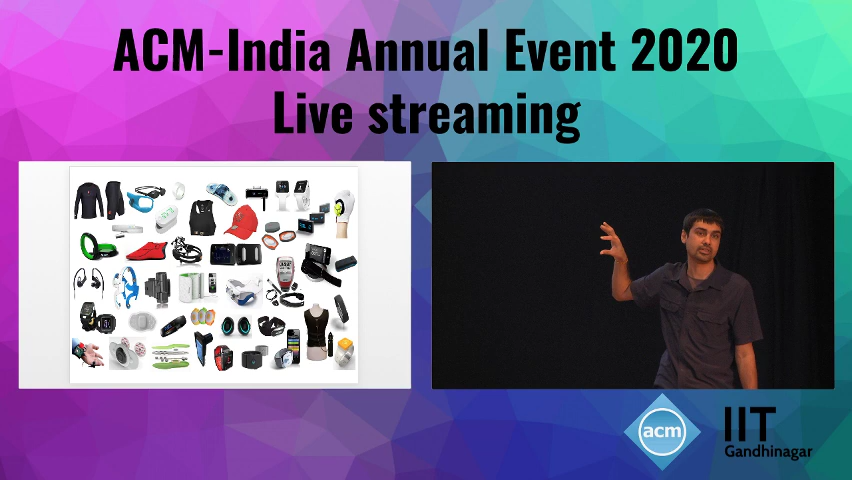 ACM-India Annual Event 2020
Live streaming
acm
IIT
Gandhinagar